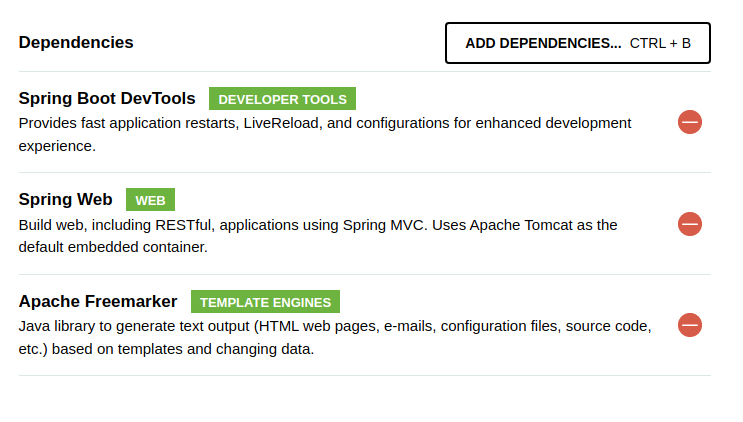 Dependencies
ADD DEPENDENCIES... CTRL + B
Spring Boot DevTools DEVELOPER TOOLS
Provides fast application restarts, LiveReload, and configurations for enhanced development
experience.
Spring Web WEB
Build web, including RESTful, applications using Spring MVC. Uses Apache Tomcat as the
default embedded container.
Apache Freemarker TEMPLATE ENGINES
Java library to generate text output (HTML web pages, e-mails, configuration files, source code,
etc.) based on templates and changing data.